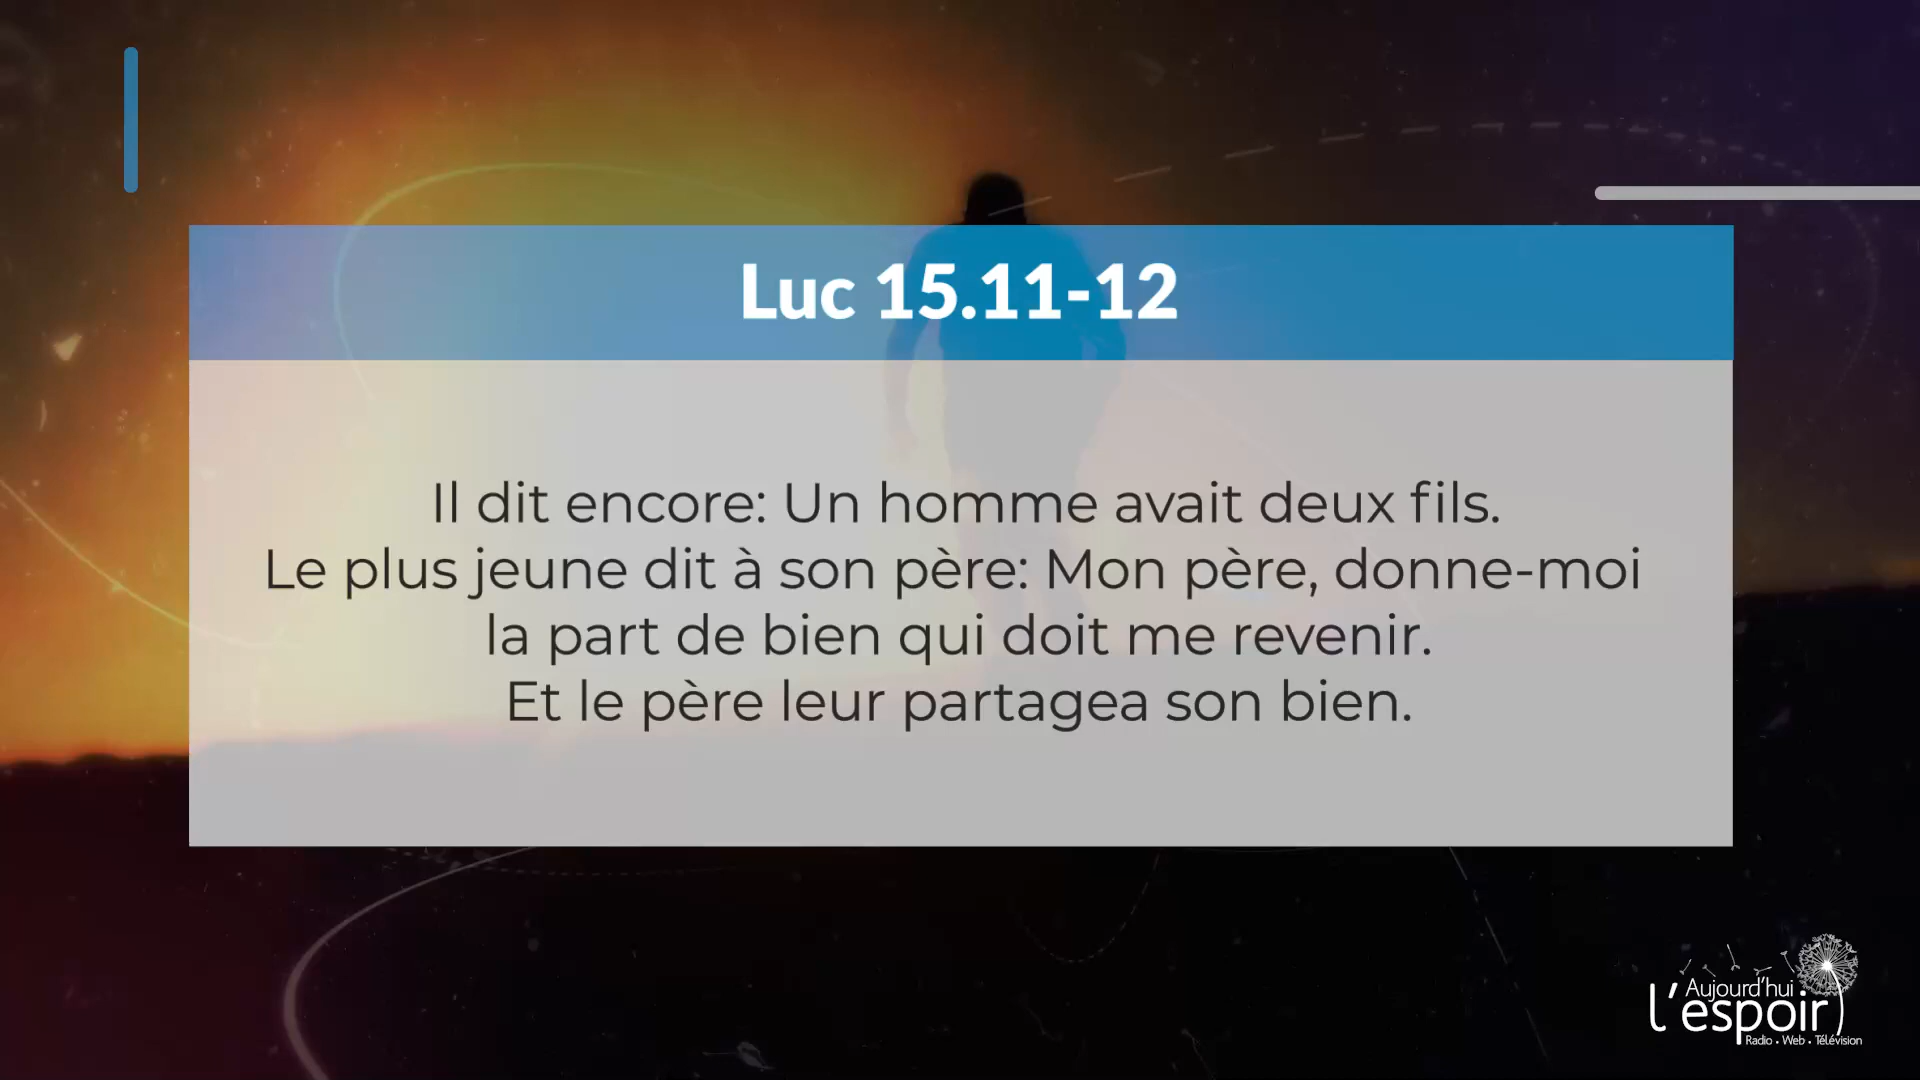 Luc 15.11-12
Il dit encore: Un homme avait deux fils.
Le plus jeune dit à son père: Mon père, donne-moi
la part de bien qui doit me revenir.
Et le père leur partagea son bien.
Aujourd'hui
l'espoir
Radio • Web • Télévision